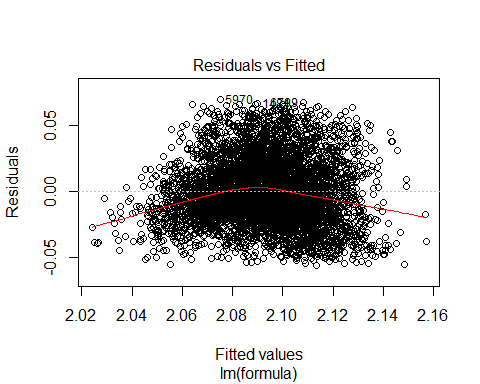 Residuals vs Fitted
5970
Residuals
0.05
0.00
-0.05
2.02 2.04 2.06 2.08 2.10 2.12 2.14 2.16
Fitted values
lm(formula)